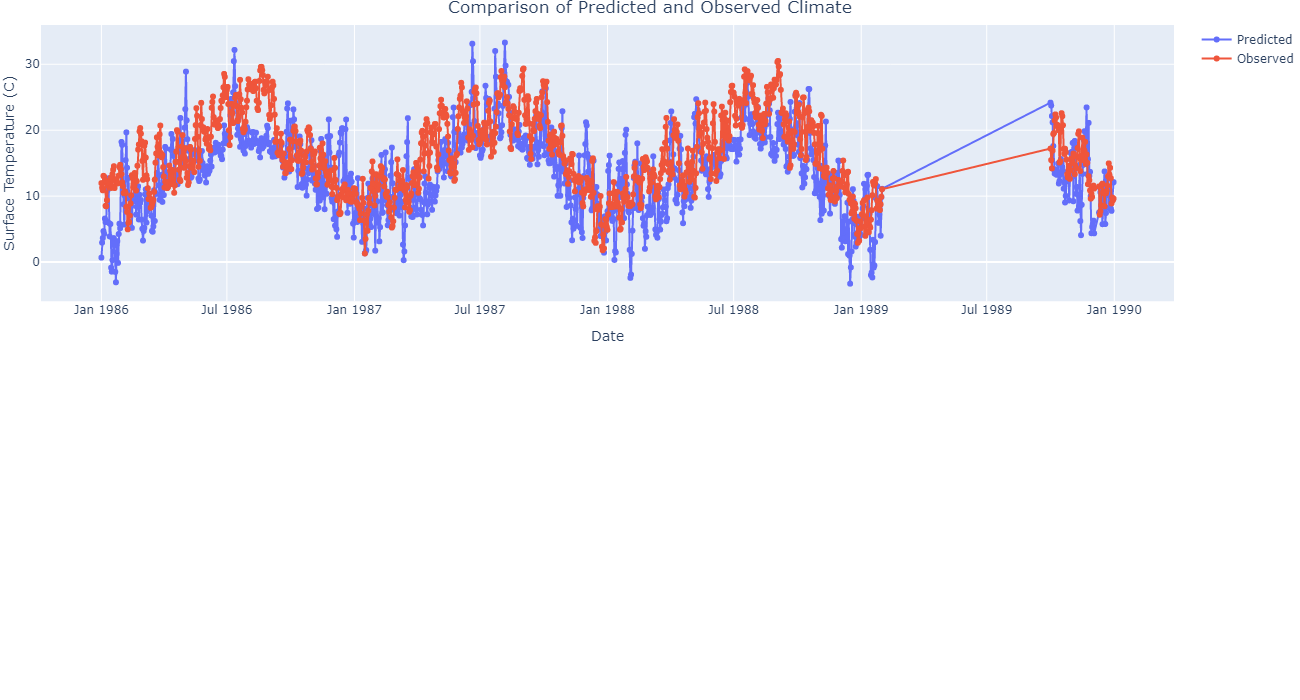 Comparison of Predicted and Observed Climate
Predicted
Observed
Surface Temperature (C)
30
20
10
0
Jan 1986 Jul 1986 Jan 1987 Jul 1987 Jan 1988 Jul 1988 Jan 1989 Jul 1989 Jan 1990
Date